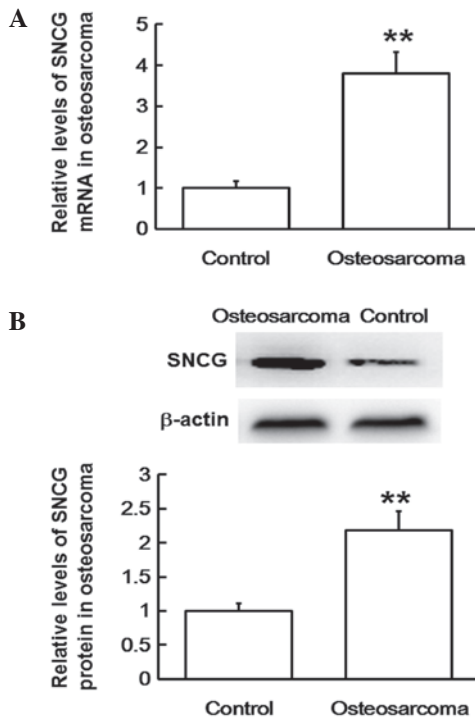 A
Relative levels of SNCG
mRNA in osteosarcoma
5
4
3
2
1
0
**
Control Osteosarcoma
B
Osteosarcoma Control
SNCG
β-actin
Relative levels of SNCG
protein in osteosarcoma
3
2.5
2
1.5
1
0.5
0
**
Control Osteosarcoma